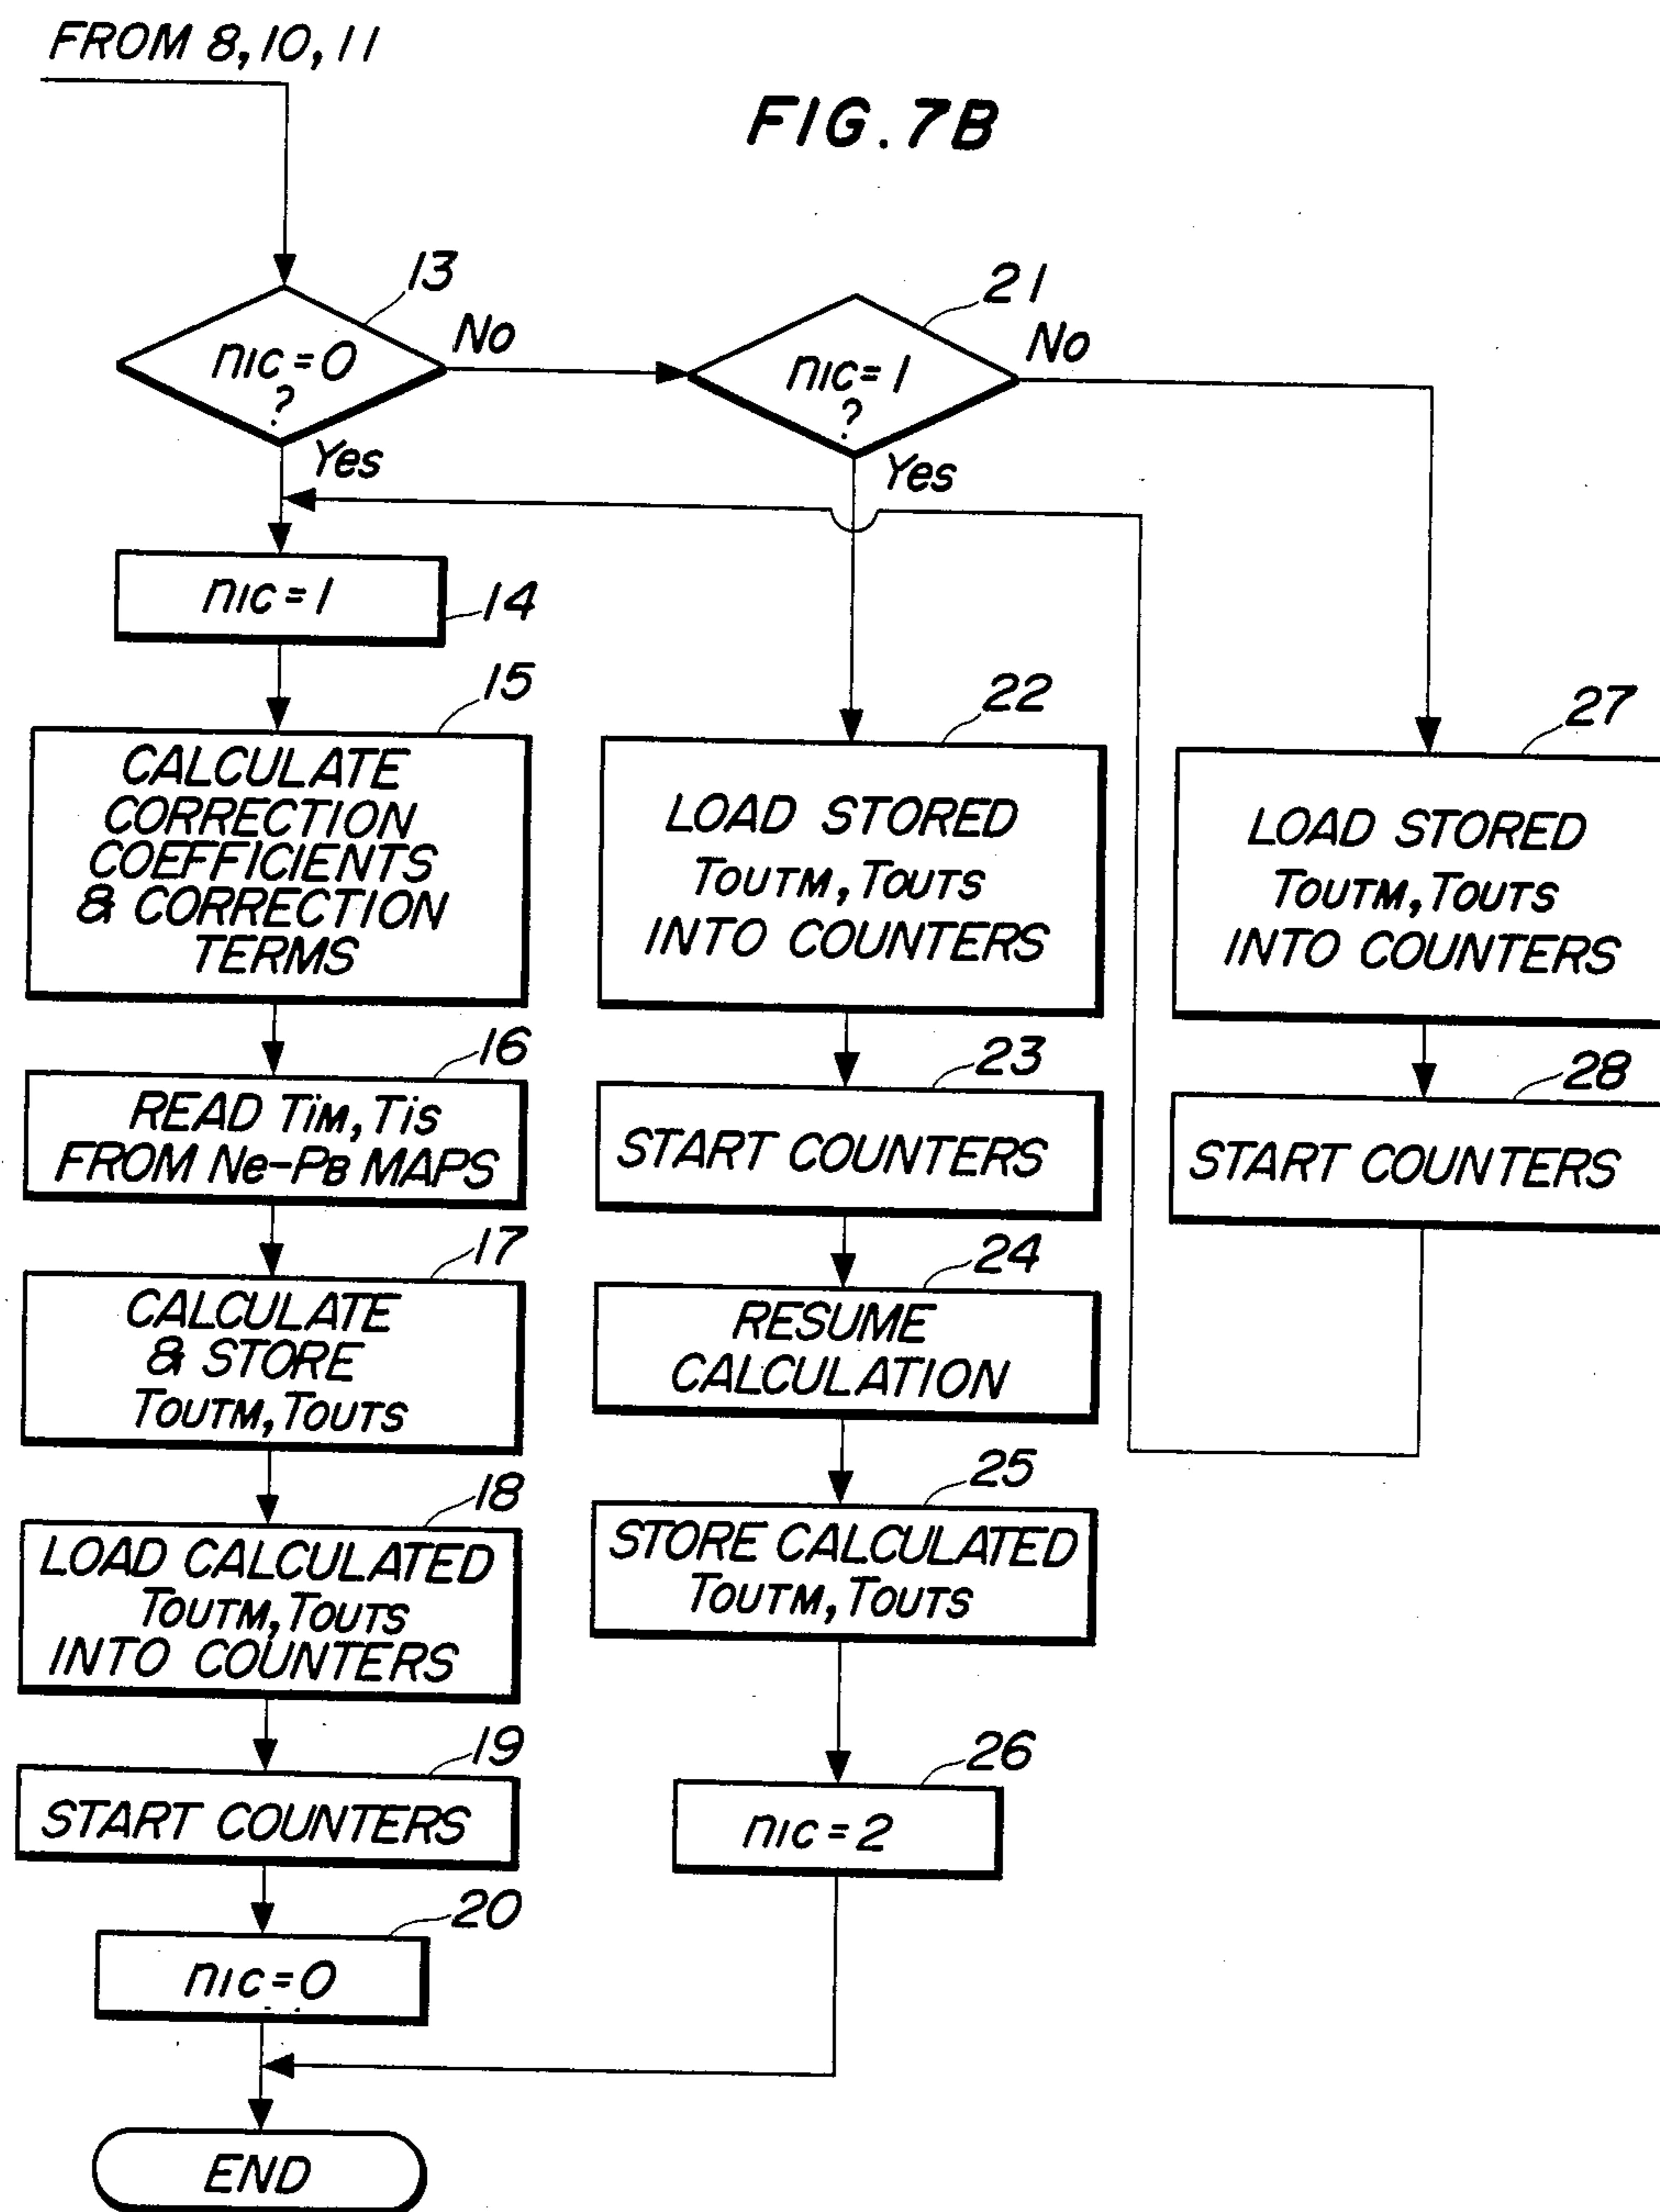 FROM 8, 10, 11
FIG. 7B
13
nIC=0
?
No
Yes
21
nIC=1
?
No
Yes
nIC=1
14
15
CALCULATE
CORRECTION
COEFFICIENTS
& CORRECTION
TERMS
16
READ TiM, TiS
FROM Ne-PB MAPS
17
CALCULATE
& STORE
TOUTM, TOUTS
18
LOAD CALCULATED
TOUTM, TOUTS
INTO COUNTERS
19
START COUNTERS
20
nIC=0
END
22
LOAD STORED
TOUTM, TOUTS
INTO COUNTERS
23
START COUNTERS
24
RESUME
CALCULATION
25
STORE CALCULATED
TOUTM, TOUTS
26
nIC=2
27
LOAD STORED
TOUTM, TOUTS
INTO COUNTERS
28
START COUNTERS